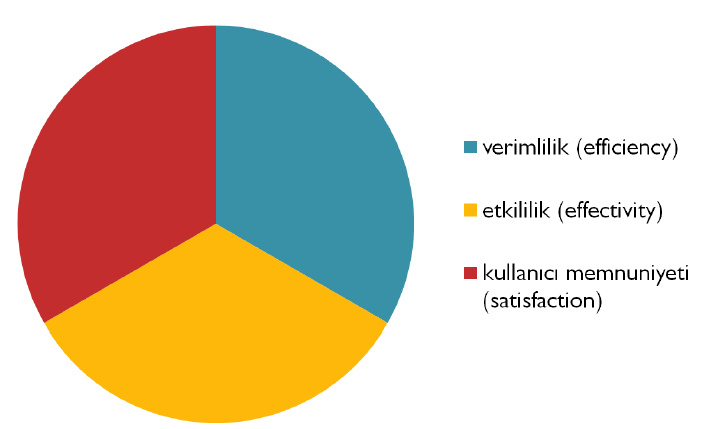 verimlilik (efficiency)
etkililik (effectivity)
kullanıcı memnuniyeti
(satisfaction)